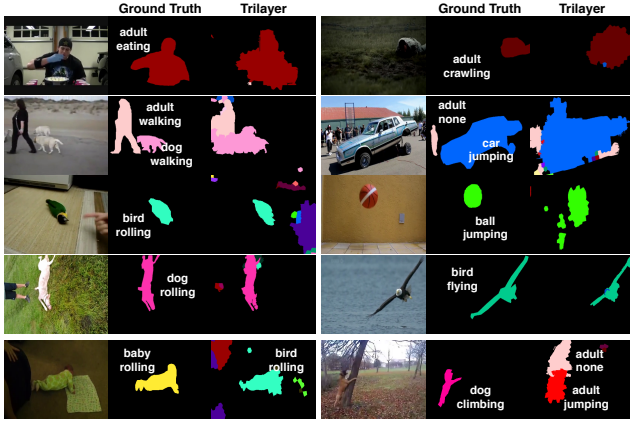 Ground Truth
Trilayer
Ground Truth
Trilayer
adult
eating
adult
crawling
adult
walking
dog
walking
adult
none
car
jumping
bird
rolling
ball
jumping
dog
rolling
bird
flying
baby
rolling
bird
rolling
dog
climbing
adult
none
adult
jumping